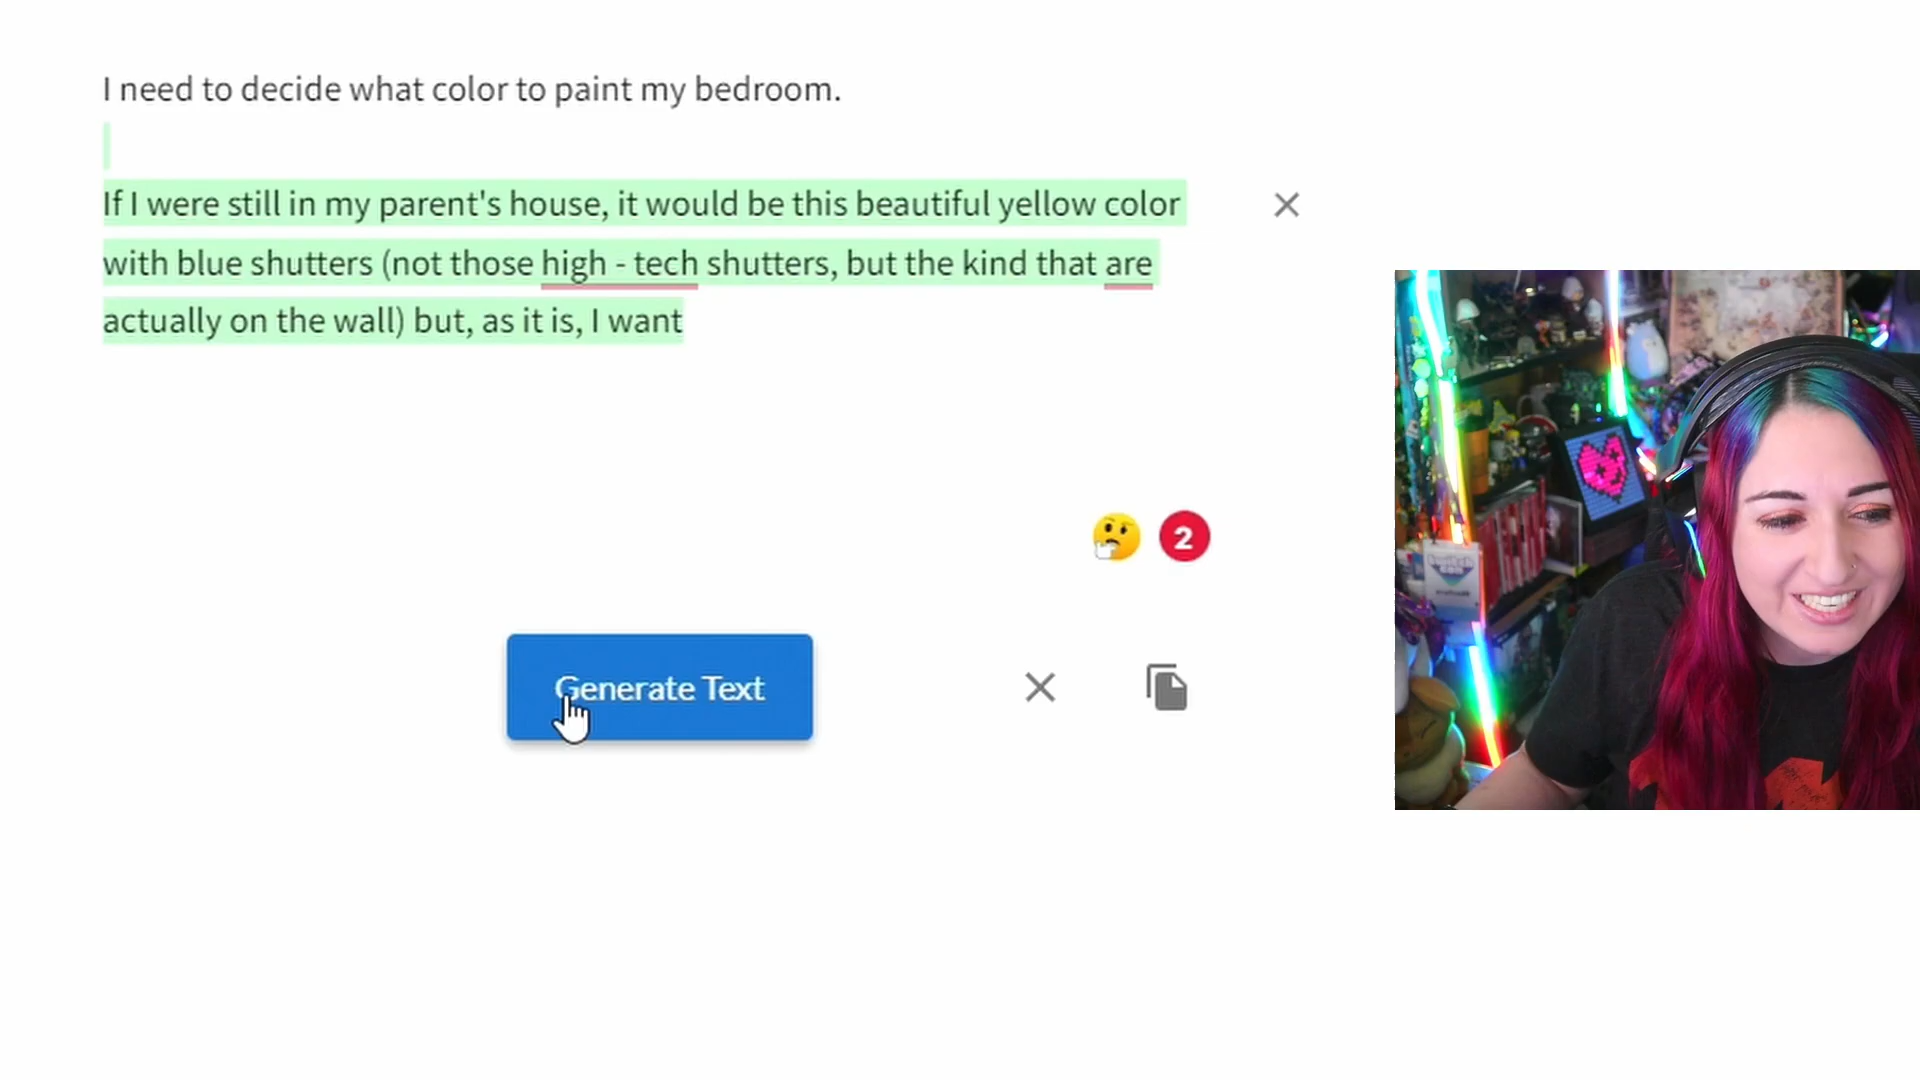 I need to decide what color to paint my bedroom.
If I were still in my parent's house, it would be this beautiful yellow color
with blue shutters (not those high - tech shutters, but the kind that are
actually on the wall) but, as it is, I want
2
Generate Text